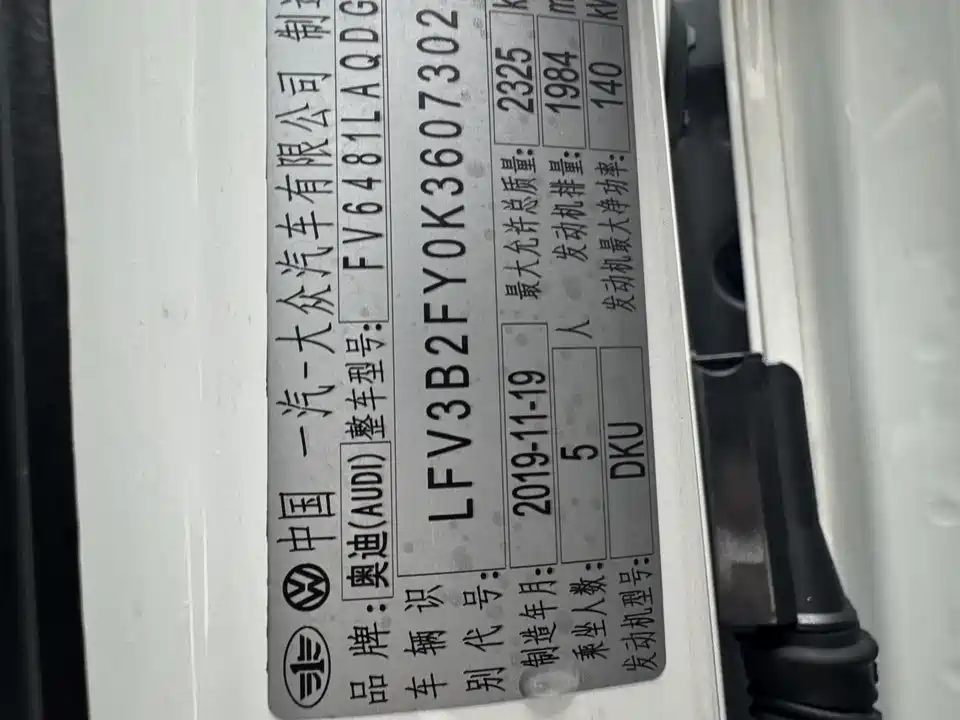 中国 一汽-大众汽车有限公司 制造
品牌: 奥迪(AUDI) 整车型号: FV6481LAQDG
车辆识别代号: LFV3B2FY0K3607302
制造年月: 2019-11-19 最大允许总质量: 2325 k
乘坐人数: 5 人 发动机排量: 1984 m
发动机型号: DKU 发动机最大净功率: 140 kW